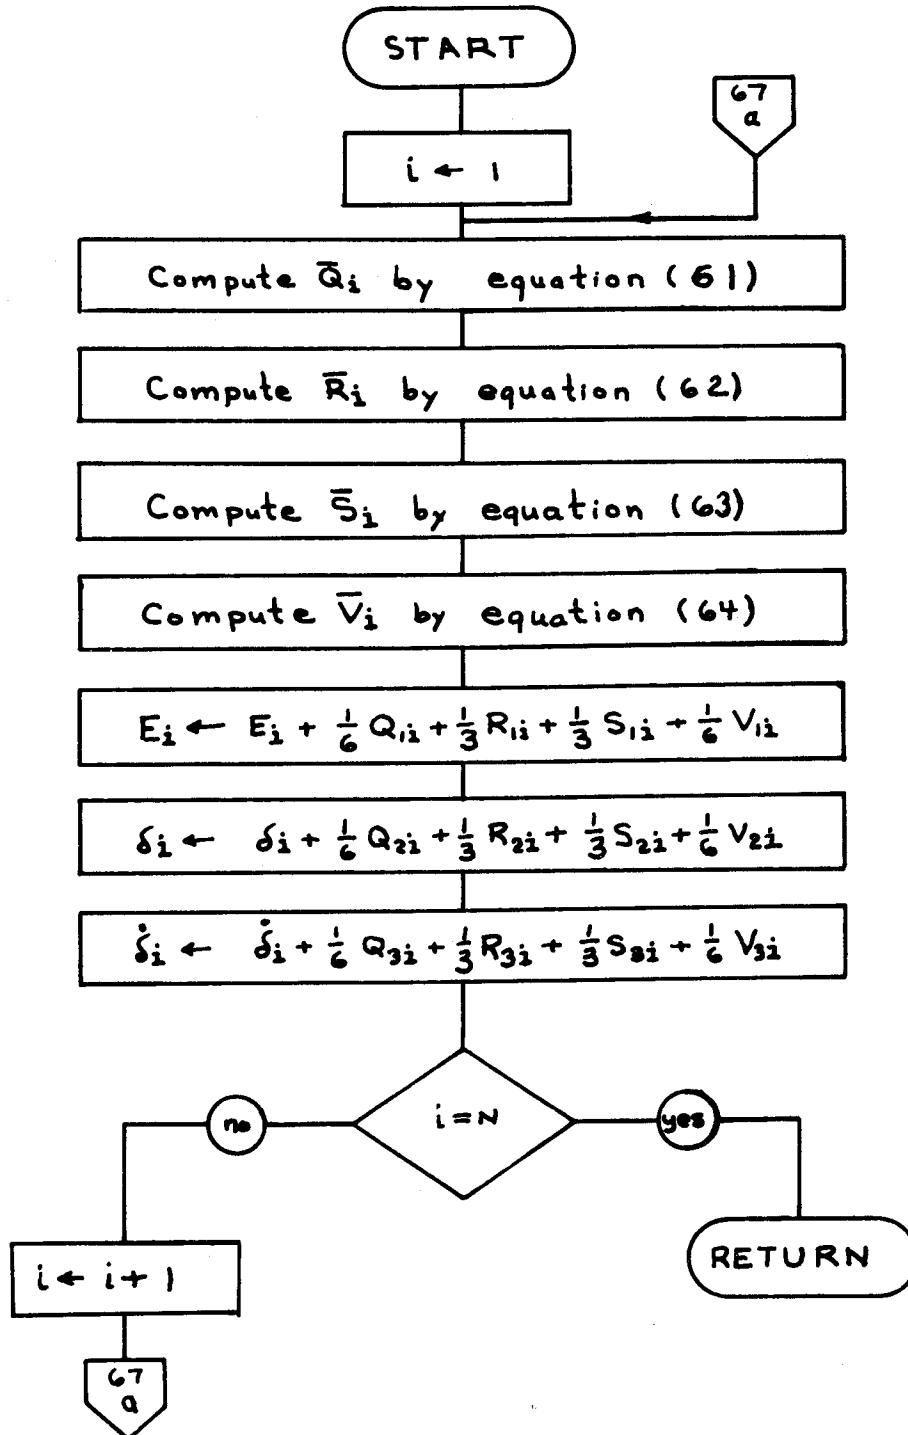 START
67
a
i ← 1
Compute Q̄i by equation (61)
Compute R̄i by equation (62)
Compute S̄i by equation (63)
Compute V̄i by equation (64)
Ei ← Ei + 1/6 Q1i + 1/3 R1i + 1/3 S1i + 1/6 V1i
δi ← δi + 1/6 Q2i + 1/3 R2i + 1/3 S2i + 1/6 V2i
δ̇i ← δ̇i + 1/6 Q3i + 1/3 R3i + 1/3 S3i + 1/6 V3i
i = N
no
yes
i ← i + 1
RETURN
67
a